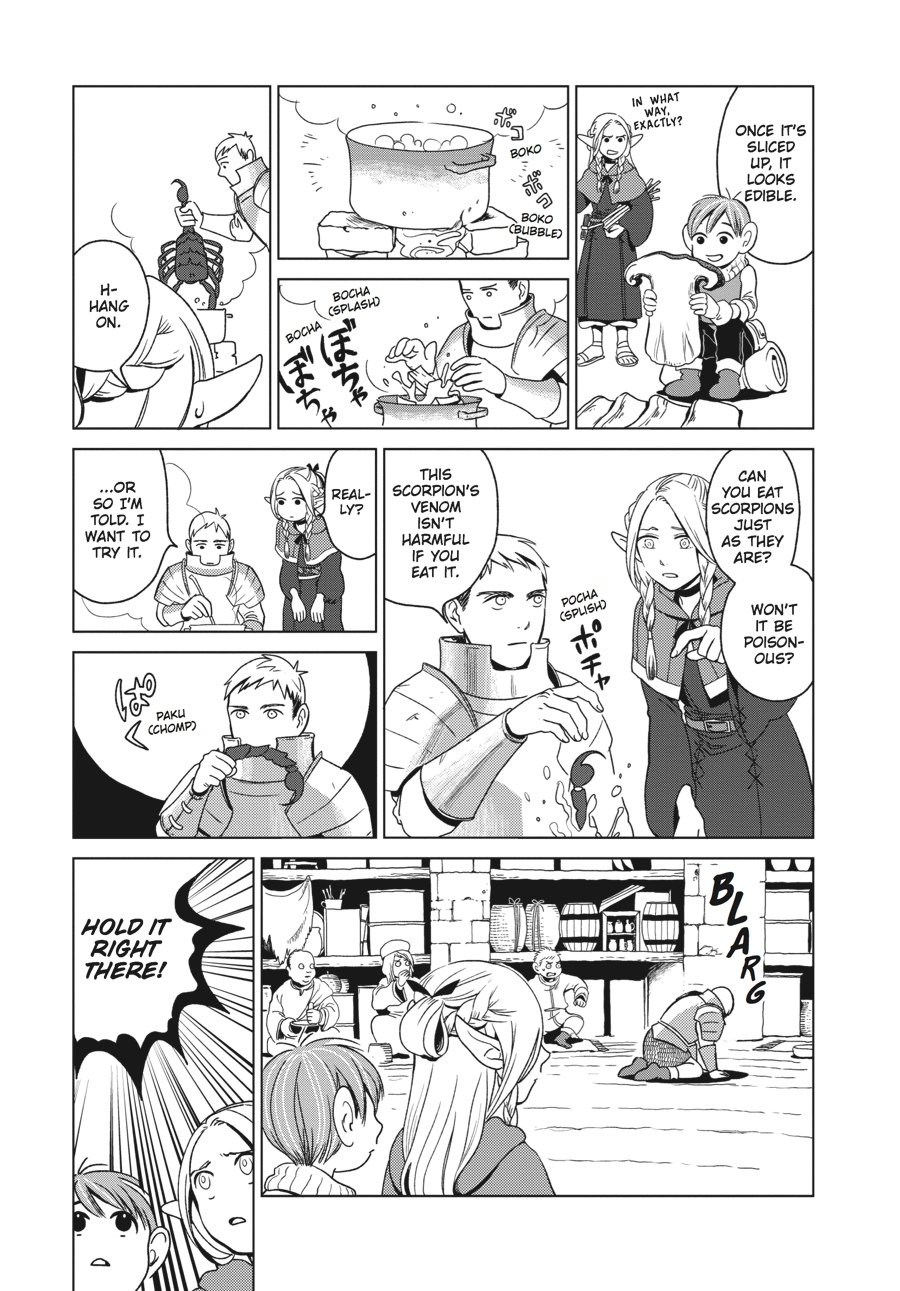 ONCE IT'S
SLICED
UP, IT
LOOKS
EDIBLE.
IN WHAT
WAY,
EXACTLY?
ボコ
BOKO
ボコ
BOKO
(BUBBLE)
BOCHA
(SPLASH)
BOCHA
ぼちゃ
ぼちゃ
H-
HANG
ON.
CAN
YOU EAT
SCORPIONS
JUST
AS THEY
ARE?
WON'T
IT BE
POISON-
OUS?
THIS
SCORPION'S
VENOM
ISN'T
HARMFUL
IF YOU
EAT IT.
POCHA
(SPLISH)
ポチャ
REAL-
LY?
...OR
SO I'M
TOLD. I
WANT TO
TRY IT.
ぱく
PAKU
(CHOMP)
BLARG
HOLD IT
RIGHT
THERE!